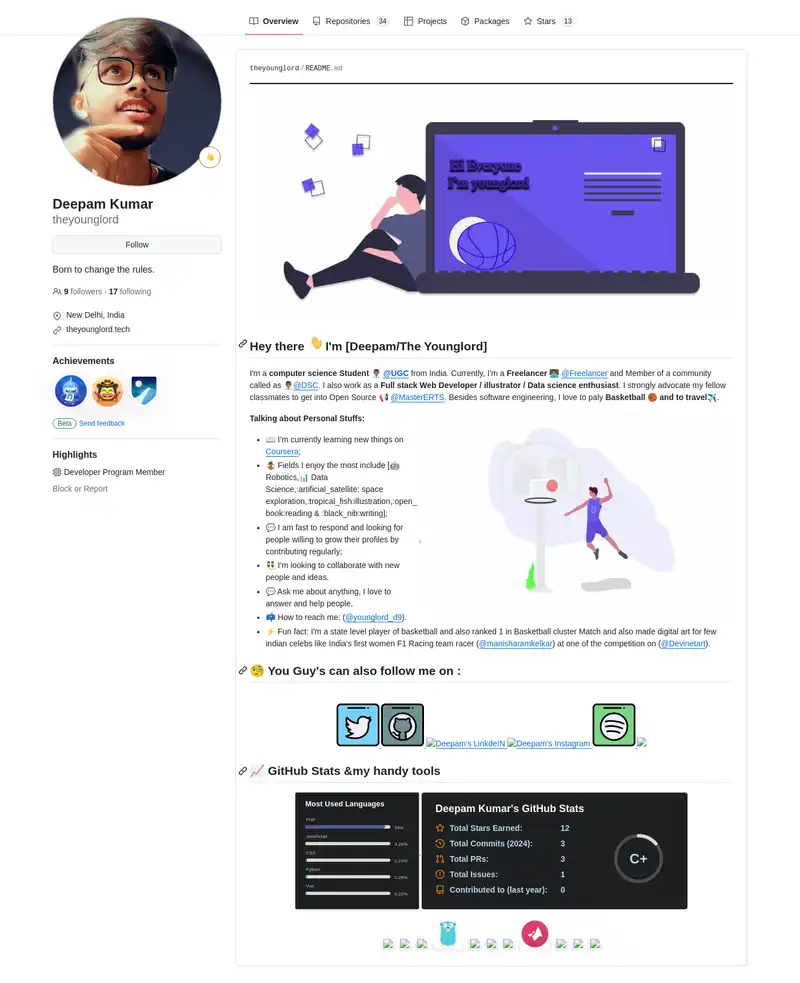 Overview
Repositories 34
Projects
Packages
Stars 13
Deepam Kumar
theyounglord
Follow
Born to change the rules.
9 followers · 17 following
New Delhi, India
theyounglord.tech
Achievements
Beta Send feedback
Highlights
Developer Program Member
Block or Report
theyounglord/README.md
Hi Everyone
I'm younglord
Hey there 👋 I'm [Deepam/The Younglord]
I'm a computer science Student 👨🏾‍🎓 @UGC from India. Currently, I'm a Freelancer 👨🏾‍💻 @Freelancer and Member of a community
called as 👨🏾‍🎓@DSC. I also work as a Full stack Web Developer / illustrator / Data science enthusiast. I strongly advocate my fellow
classmates to get into Open Source 📢 @MasterERTS. Besides software engineering, I love to paly Basketball 🏀 and to travel✈️.
Talking about Personal Stuffs:
• 📖 I'm currently learning new things on
Coursera;
• Fields I enjoy the most include [🤖
Robotics,📊 Data
Science,:artificial_satellite: space
exploration,:tropical_fish:illustration,:open_
book:reading & :black_nib:writing];
• 💬 I am fast to respond and looking for
people willing to grow their profiles by
contributing regularly;
• 👯 I'm looking to collaborate with new
people and ideas.
• 💬 Ask me about anything, I love to
answer and help people.
• 📫 How to reach me: (@younglord_d9).
• ⚡ Fun fact: I'm a state level player of basketball and also ranked 1 in Basketball cluster Match and also made digital art for few
indian celebs like India's first women F1 Racing team racer (@manisharamkelkar) at one of the competition on (@Devinetart).
🧐 You Guy's can also follow me on :
Deepam's LinkdeIN Deepam's Instagram
📈 GitHub Stats &my handy tools
Most Used Languages
PHP
94%
JavaScript
4.28%
CSS
Python
0.28%
Vue
0.22%
Deepam Kumar's GitHub Stats
Total Stars Earned: 12
Total Commits (2024): 3
Total PRs: 3
Total Issues: 1
Contributed to (last year): 0
C+